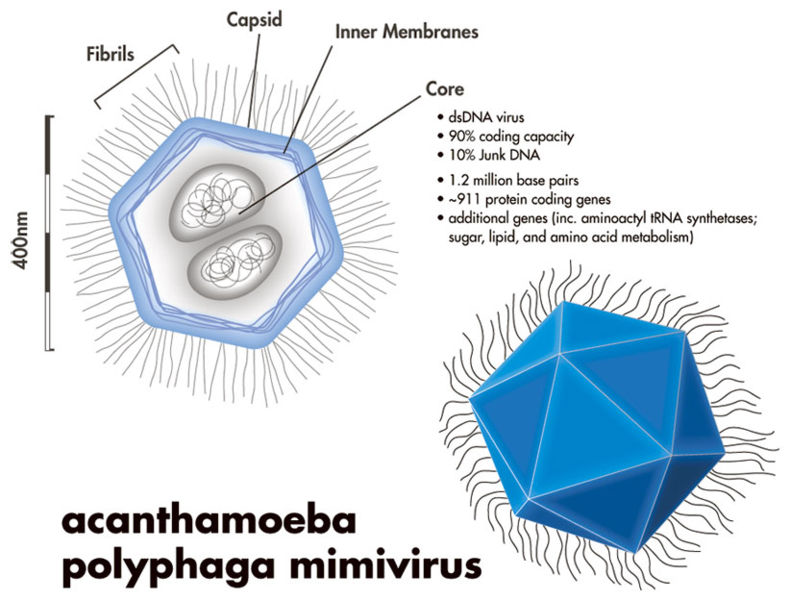 Capsid
Inner Membranes
Fibrils
Core
• dsDNA virus
• 90% coding capacity
• 10% Junk DNA
• 1.2 million base pairs
• ~911 protein coding genes
• additional genes (inc. aminoactyl tRNA synthetases;
sugar, lipid, and amino acid metabolism)
400nm
acanthamoeba
polyphaga mimivirus